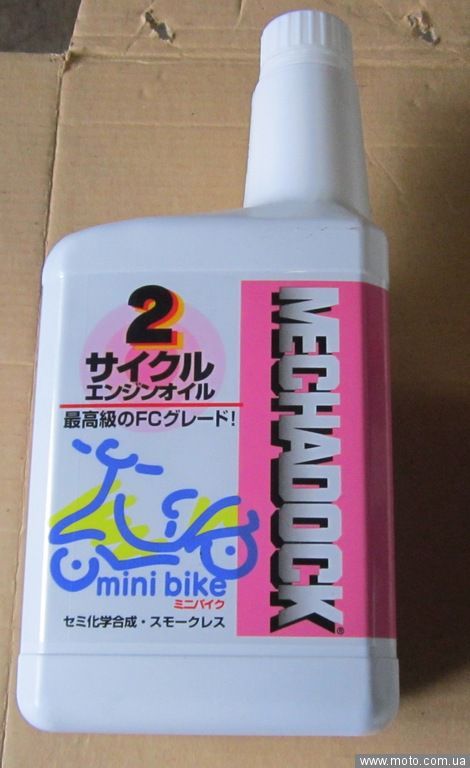 2
サイクル
エンジンオイル
最高級のFCグレード!
mini bike
ミニバイク
セミ化学合成・スモークレス
MECHADOCK®
www.moto.com.ua